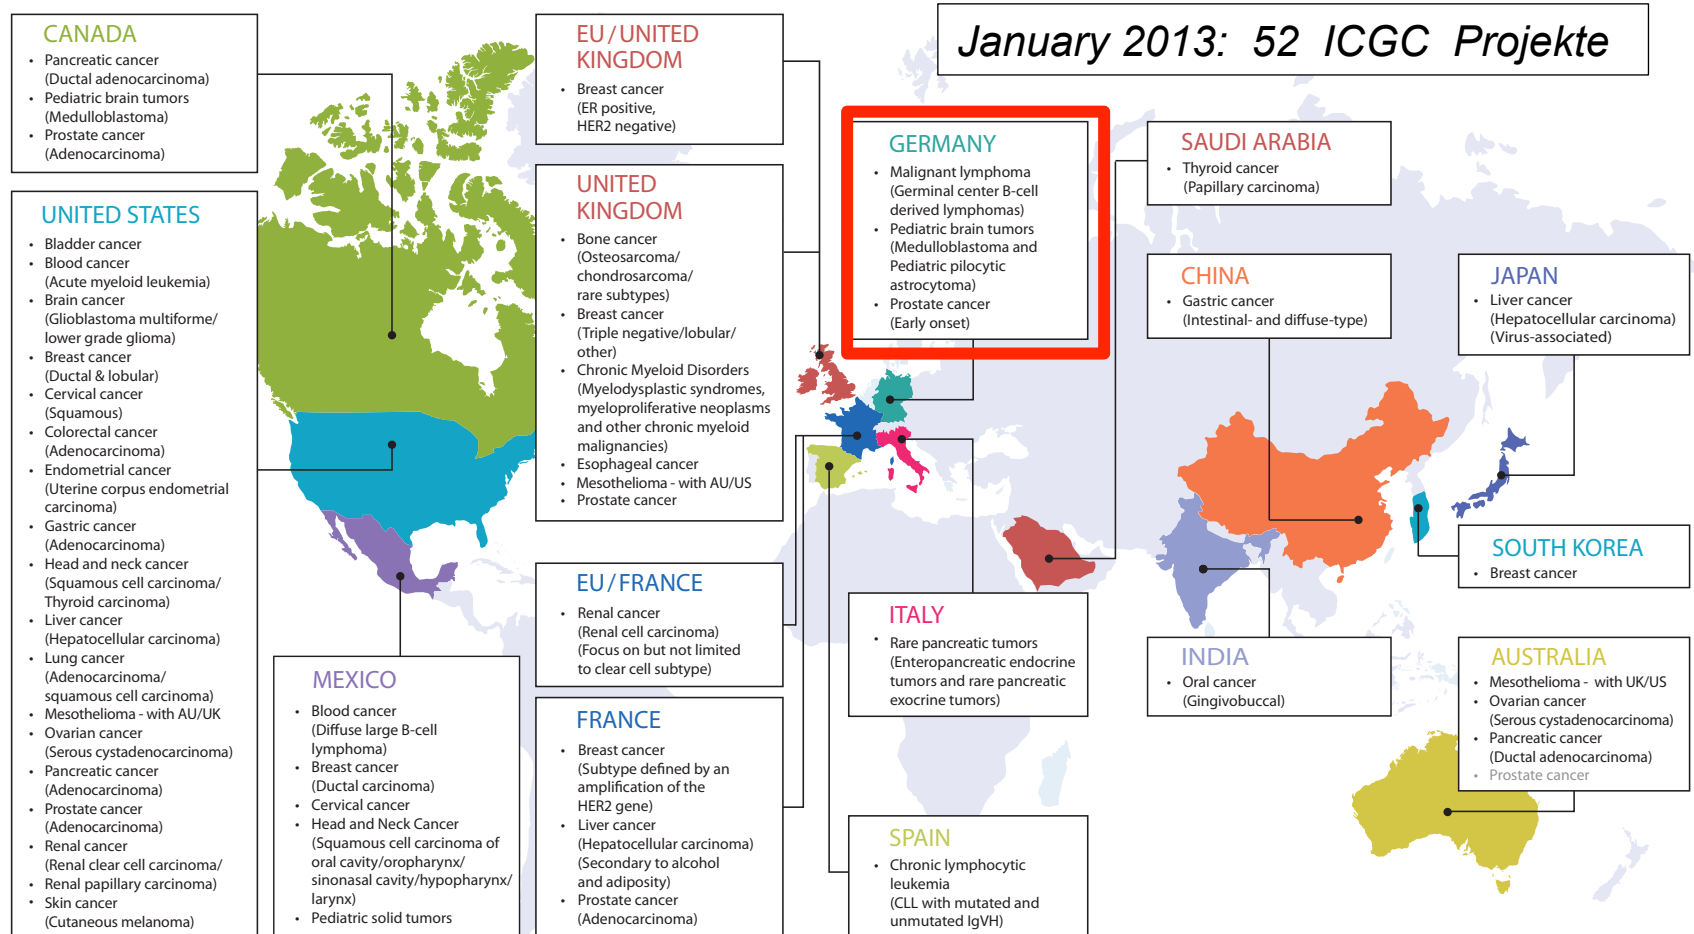 January 2013: 52 ICGC Projekte
CANADA
• Pancreatic cancer
(Ductal adenocarcinoma)
• Pediatric brain tumors
(Medulloblastoma)
• Prostate cancer
(Adenocarcinoma)
UNITED STATES
• Bladder cancer
• Blood cancer
(Acute myeloid leukemia)
• Brain cancer
(Glioblastoma multiforme/
lower grade glioma)
• Breast cancer
(Ductal & lobular)
• Cervical cancer
(Squamous)
• Colorectal cancer
(Adenocarcinoma)
• Endometrial cancer
(Uterine corpus endometrial
carcinoma)
• Gastric cancer
(Adenocarcinoma)
• Head and neck cancer
(Squamous cell carcinoma/
Thyroid carcinoma)
• Liver cancer
(Hepatocellular carcinoma)
• Lung cancer
(Adenocarcinoma/
squamous cell carcinoma)
• Mesothelioma - with AU/UK
• Ovarian cancer
(Serous cystadenocarcinoma)
• Pancreatic cancer
(Adenocarcinoma)
• Prostate cancer
(Adenocarcinoma)
• Renal cancer
(Renal clear cell carcinoma/
• Renal papillary carcinoma)
• Skin cancer
(Cutaneous melanoma)
MEXICO
• Blood cancer
(Diffuse large B-cell
lymphoma)
• Breast cancer
(Ductal carcinoma)
• Cervical cancer
• Head and Neck Cancer
(Squamous cell carcinoma of
oral cavity/oropharynx/
sinonasal cavity/hypopharynx/
larynx)
• Pediatric solid tumors
EU/UNITED
KINGDOM
• Breast cancer
(ER positive,
HER2 negative)
UNITED
KINGDOM
• Bone cancer
(Osteosarcoma/
chondrosarcoma/
rare subtypes)
• Breast cancer
(Triple negative/lobular/
other)
• Chronic Myeloid Disorders
(Myelodysplastic syndromes,
myeloproliferative neoplasms
and other chronic myeloid
malignancies)
• Esophageal cancer
• Mesothelioma - with AU/US
• Prostate cancer
EU/FRANCE
• Renal cancer
(Renal cell carcinoma)
(Focus on but not limited
to clear cell subtype)
FRANCE
• Breast cancer
(Subtype defined by an
amplification of the
HER2 gene)
• Liver cancer
(Hepatocellular carcinoma)
(Secondary to alcohol
and adiposity)
• Prostate cancer
(Adenocarcinoma)
GERMANY
• Malignant lymphoma
(Germinal center B-cell
derived lymphomas)
• Pediatric brain tumors
(Medulloblastoma and
Pediatric pilocytic
astrocytoma)
• Prostate cancer
(Early onset)
ITALY
• Rare pancreatic tumors
(Enteropancreatic endocrine
tumors and rare pancreatic
exocrine tumors)
SPAIN
• Chronic lymphocytic
leukemia
(CLL with mutated and
unmutated IgVH)
SAUDI ARABIA
• Thyroid cancer
(Papillary carcinoma)
CHINA
• Gastric cancer
(Intestinal- and diffuse-type)
INDIA
• Oral cancer
(Gingivobuccal)
JAPAN
• Liver cancer
(Hepatocellular carcinoma)
(Virus-associated)
SOUTH KOREA
• Breast cancer
AUSTRALIA
• Mesothelioma - with UK/US
• Ovarian cancer
(Serous cystadenocarcinoma)
• Pancreatic cancer
(Ductal adenocarcinoma)
• Prostate cancer